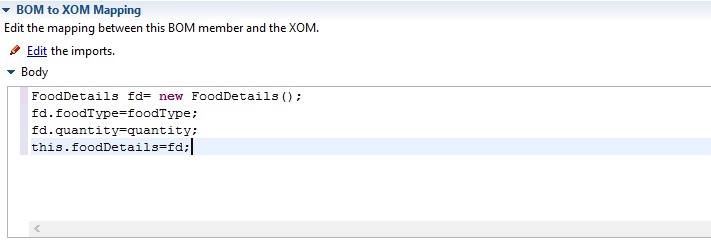 BOM to XOM Mapping
Edit the mapping between this BOM member and the XOM.
Edit the imports.
Body
FoodDetails fd= new FoodDetails();
fd.foodType=foodType;
fd.quantity=quantity;
this.foodDetails=fd;